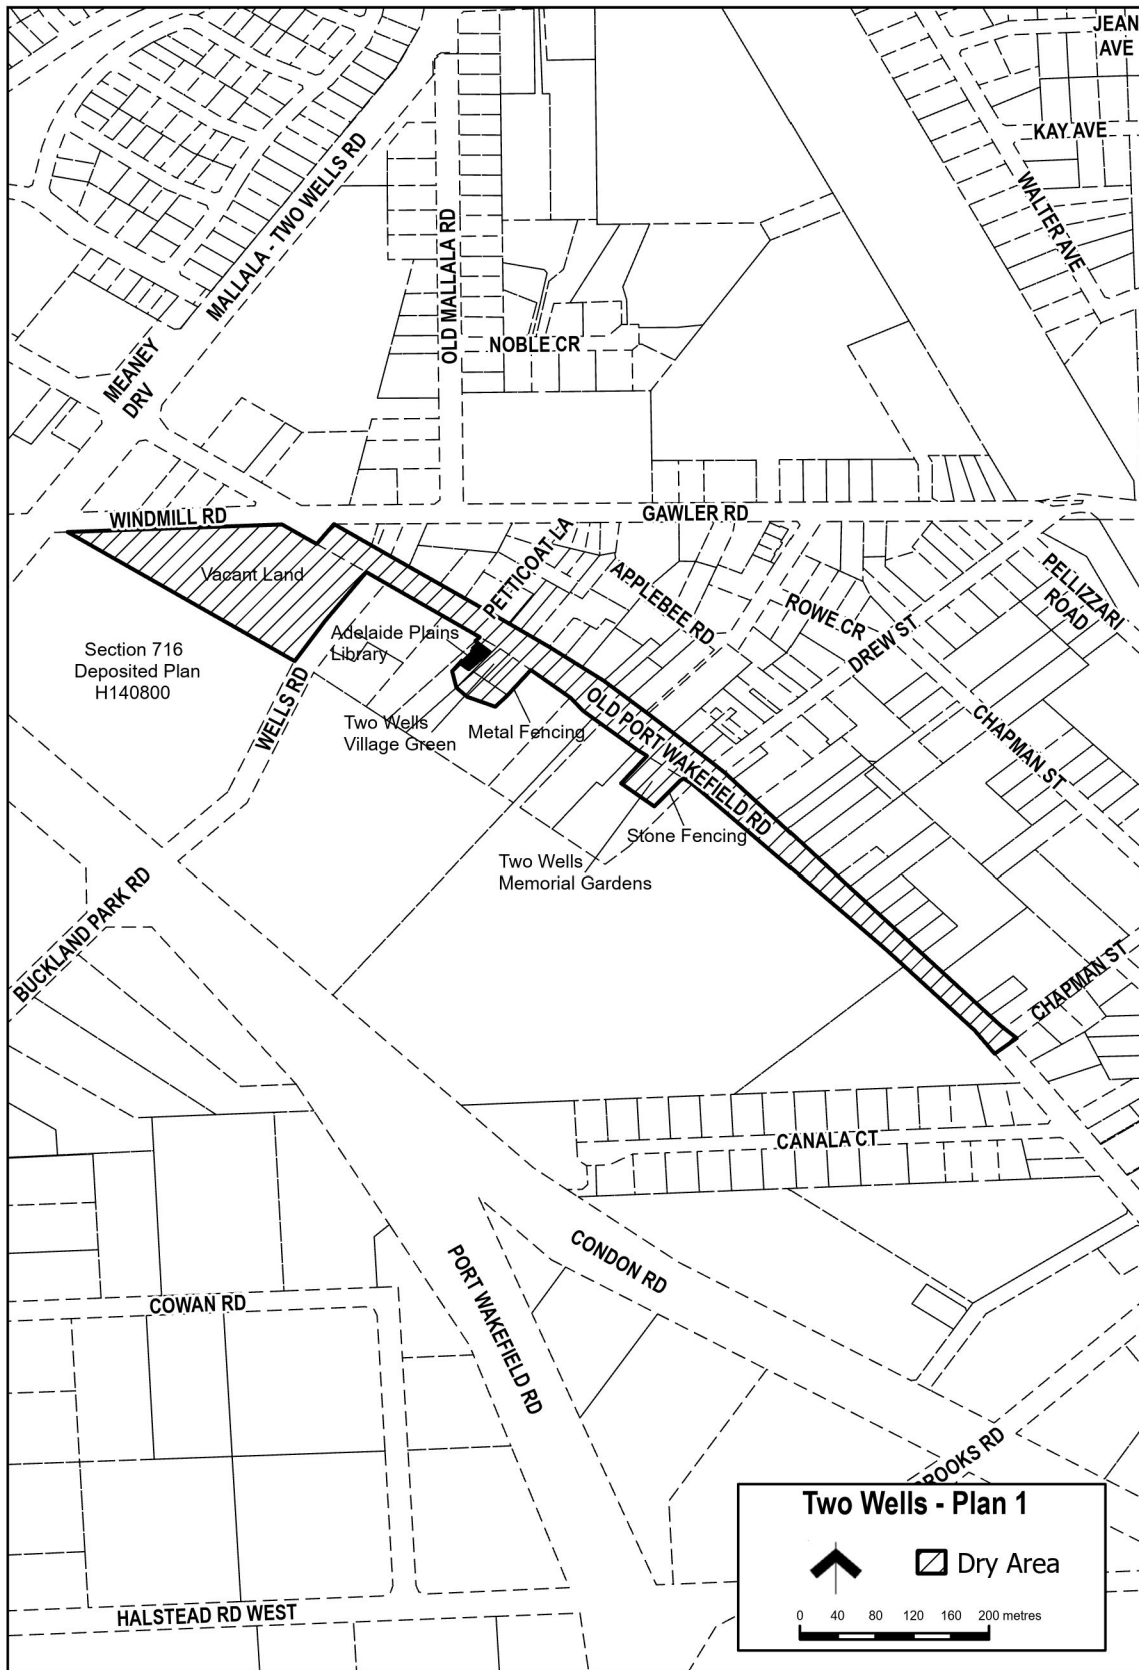 JEAN
AVE
KAY AVE
WALTER AVE
MALLALA - TWO WELLS RD
OLD MALLALA RD
NOBLE CR
MEANEY
DRV
WINDMILL RD
GAWLER RD
PETTICOAT LA
APPLEBEE RD
ROWE CR
DREW ST
PELLIZZARI
ROAD
Vacant Land
Adelaide Plains
Library
Section 716
Deposited Plan
H140800
WELLS RD
Two Wells
Village Green
Metal Fencing
OLD PORT WAKEFIELD RD
CHAPMAN ST
Stone Fencing
Two Wells
Memorial Gardens
BUCKLAND PARK RD
CHAPMAN ST
CANALA CT
CONDON RD
PORT WAKEFIELD RD
COWAN RD
BROOKS RD
HALSTEAD RD WEST
Two Wells - Plan 1
Dry Area
0 40 80 120 160 200 metres